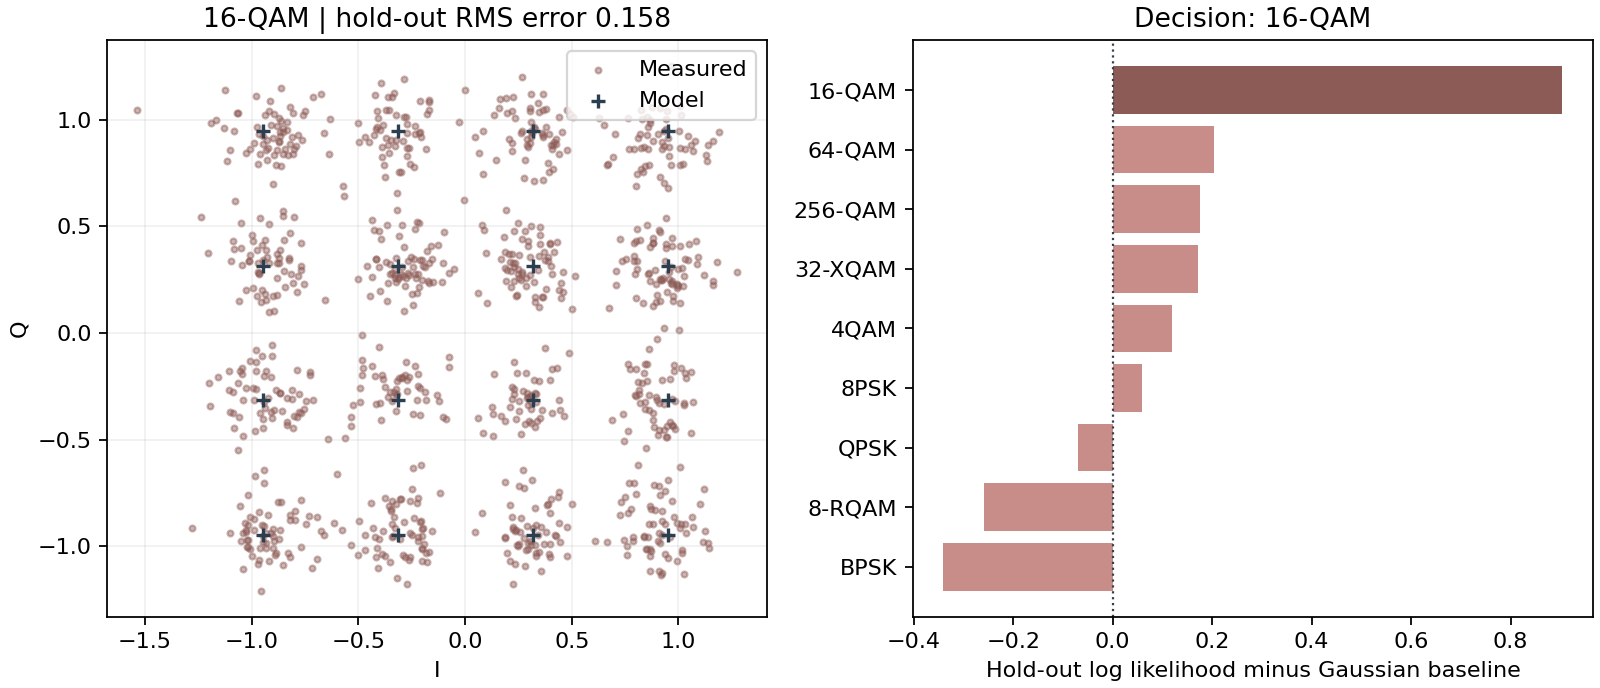 16-QAM | hold-out RMS error 0.158
Measured
Model
Q
1.0
0.5
0.0
−0.5
−1.0
−1.5
−1.0
−0.5
0.0
0.5
1.0
I
Decision: 16-QAM
16-QAM
64-QAM
256-QAM
32-XQAM
4QAM
8PSK
QPSK
8-RQAM
BPSK
−0.4
−0.2
0.0
0.2
0.4
0.6
0.8
Hold-out log likelihood minus Gaussian baseline